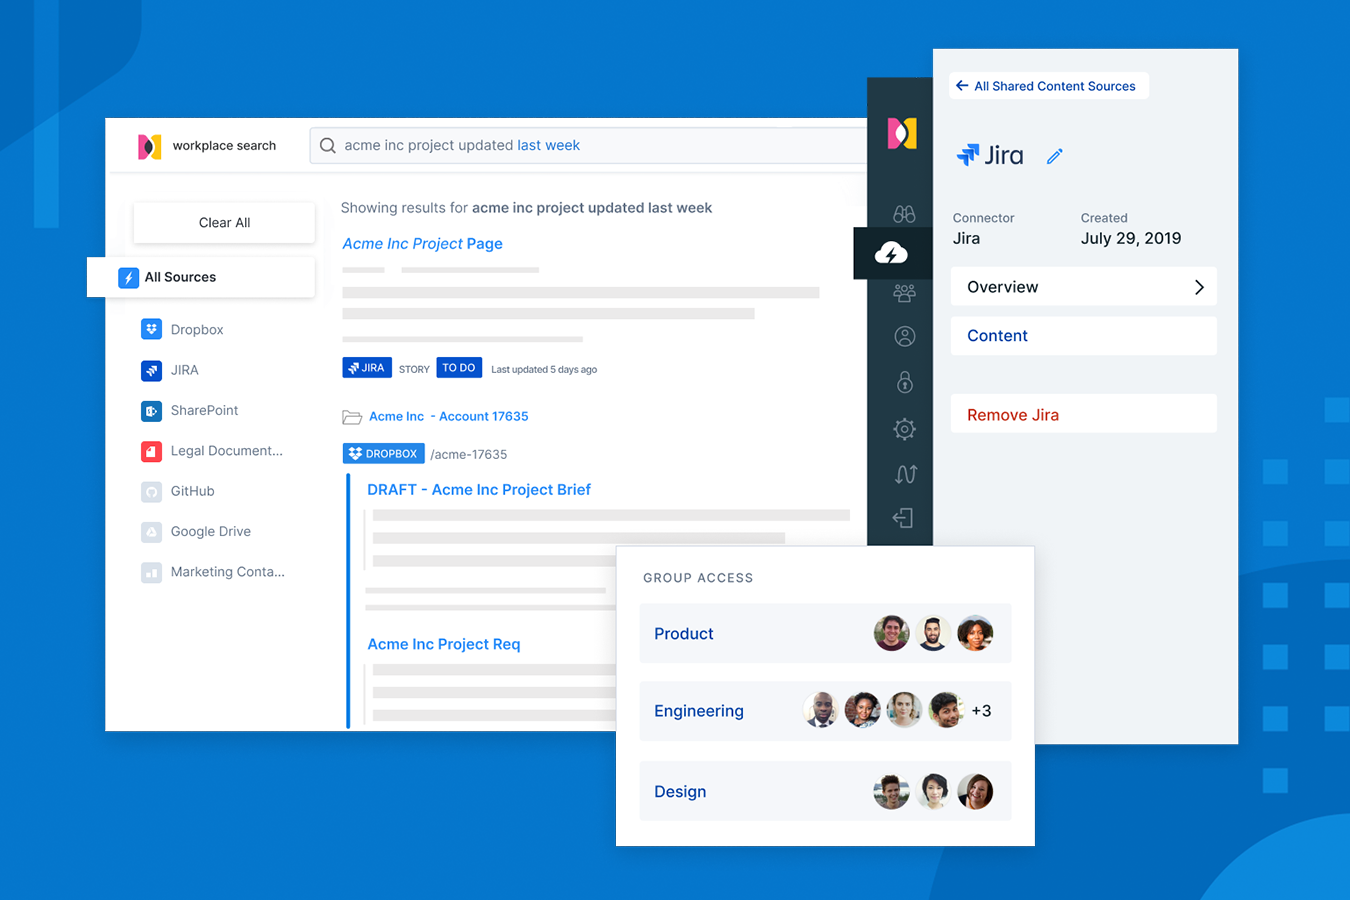 workplace search
acme inc project updated last week
Clear All
All Sources
Dropbox
JIRA
SharePoint
Legal Document...
GitHub
Google Drive
Marketing Conta...
Showing results for acme inc project updated last week
Acme Inc Project Page
JIRA STORY TO DO Last updated 5 days ago
Acme Inc - Account 17635
DROPBOX /acme-17635
DRAFT - Acme Inc Project Brief
Acme Inc Project Req
All Shared Content Sources
Jira
Connector Created
Jira July 29, 2019
Overview
Content
Remove Jira
GROUP ACCESS
Product
Engineering +3
Design